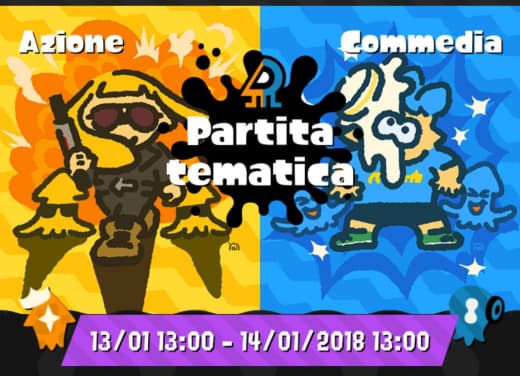 Azione
Commedia
Partita
tematica
13/01 13:00 - 14/01/2018 13:00